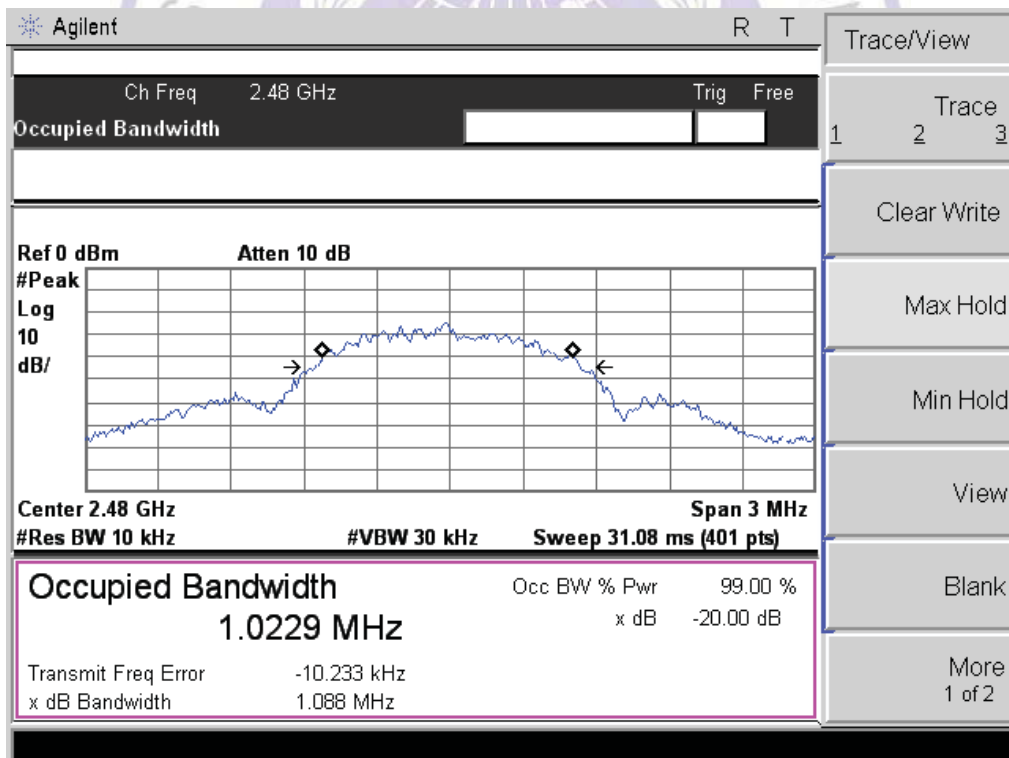 Agilent R T
Trace/View
Ch Freq 2.48 GHz Trig Free
Occupied Bandwidth
Trace
1 2 3
Clear Write
Max Hold
Min Hold
View
Blank
More
1 of 2
Ref 0 dBm Atten 10 dB
#Peak
Log
10
dB/
Center 2.48 GHz Span 3 MHz
#Res BW 10 kHz #VBW 30 kHz Sweep 31.08 ms (401 pts)
Occupied Bandwidth
1.0229 MHz
Occ BW % Pwr 99.00 %
x dB -20.00 dB
Transmit Freq Error -10.233 kHz
x dB Bandwidth 1.088 MHz